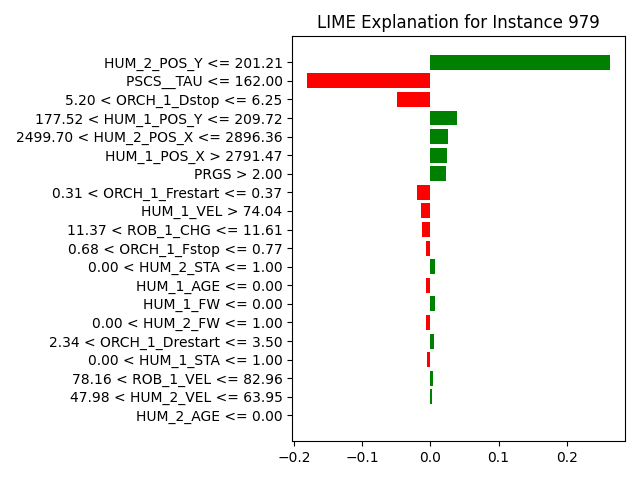 LIME Explanation for Instance 979
HUM_2_POS_Y <= 201.21
PSCS__TAU <= 162.00
5.20 < ORCH_1_Dstop <= 6.25
177.52 < HUM_1_POS_Y <= 209.72
2499.70 < HUM_2_POS_X <= 2896.36
HUM_1_POS_X > 2791.47
PRGS > 2.00
0.31 < ORCH_1_Frestart <= 0.37
HUM_1_VEL > 74.04
11.37 < ROB_1_CHG <= 11.61
0.68 < ORCH_1_Fstop <= 0.77
0.00 < HUM_2_STA <= 1.00
HUM_1_AGE <= 0.00
HUM_1_FW <= 0.00
0.00 < HUM_2_FW <= 1.00
2.34 < ORCH_1_Drestart <= 3.50
0.00 < HUM_1_STA <= 1.00
78.16 < ROB_1_VEL <= 82.96
47.98 < HUM_2_VEL <= 63.95
HUM_2_AGE <= 0.00
−0.2 −0.1 0.0 0.1 0.2